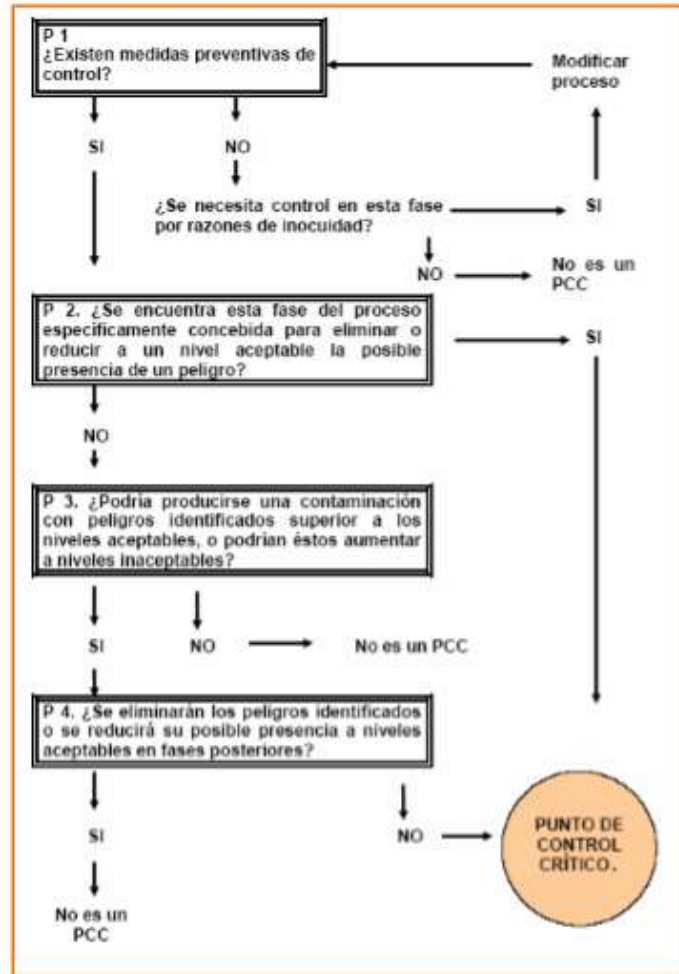 P 1
¿Existen medidas preventivas de
control?
Modificar
proceso
SI
NO
¿Se necesita control en esta fase
por razones de inocuidad?
SI
NO
No es un
PCC
P 2. ¿Se encuentra esta fase del proceso
especificamente concebida para eliminar o
reducir a un nivel aceptable la posible
presencia de un peligro?
SI
NO
P 3. ¿Podria producirse una contaminación
con peligros identificados superior a los
niveles aceptables, o podrian éstos aumentar
a niveles inaceptables?
SI
NO
No es un PCC
P 4. ¿Se eliminarán los peligros identificados
o se reducirá su posible presencia a niveles
aceptables en fases posteriores?
SI
NO
PUNTO DE
CONTROL
CRÍTICO.
No es un
PCC